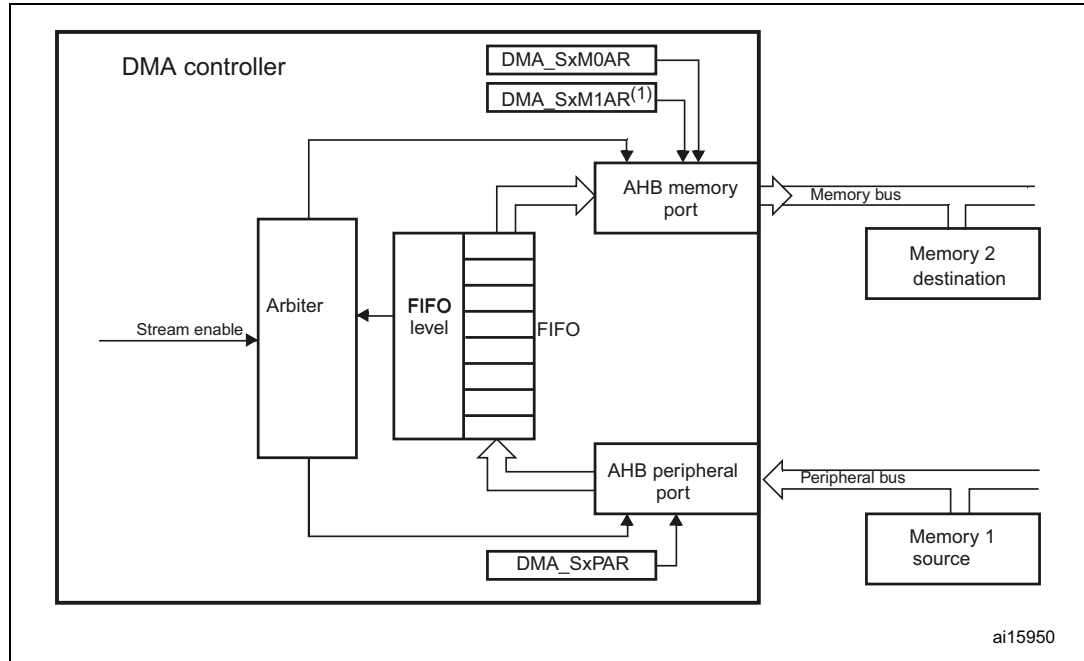 DMA controller
DMA_SxM0AR
DMA_SxM1AR(1)
AHB memory
port
Memory bus
Memory 2
destination
Arbiter
FIFO
level
FIFO
Stream enable
AHB peripheral
port
Peripheral bus
Memory 1
source
DMA_SxPAR
ai15950